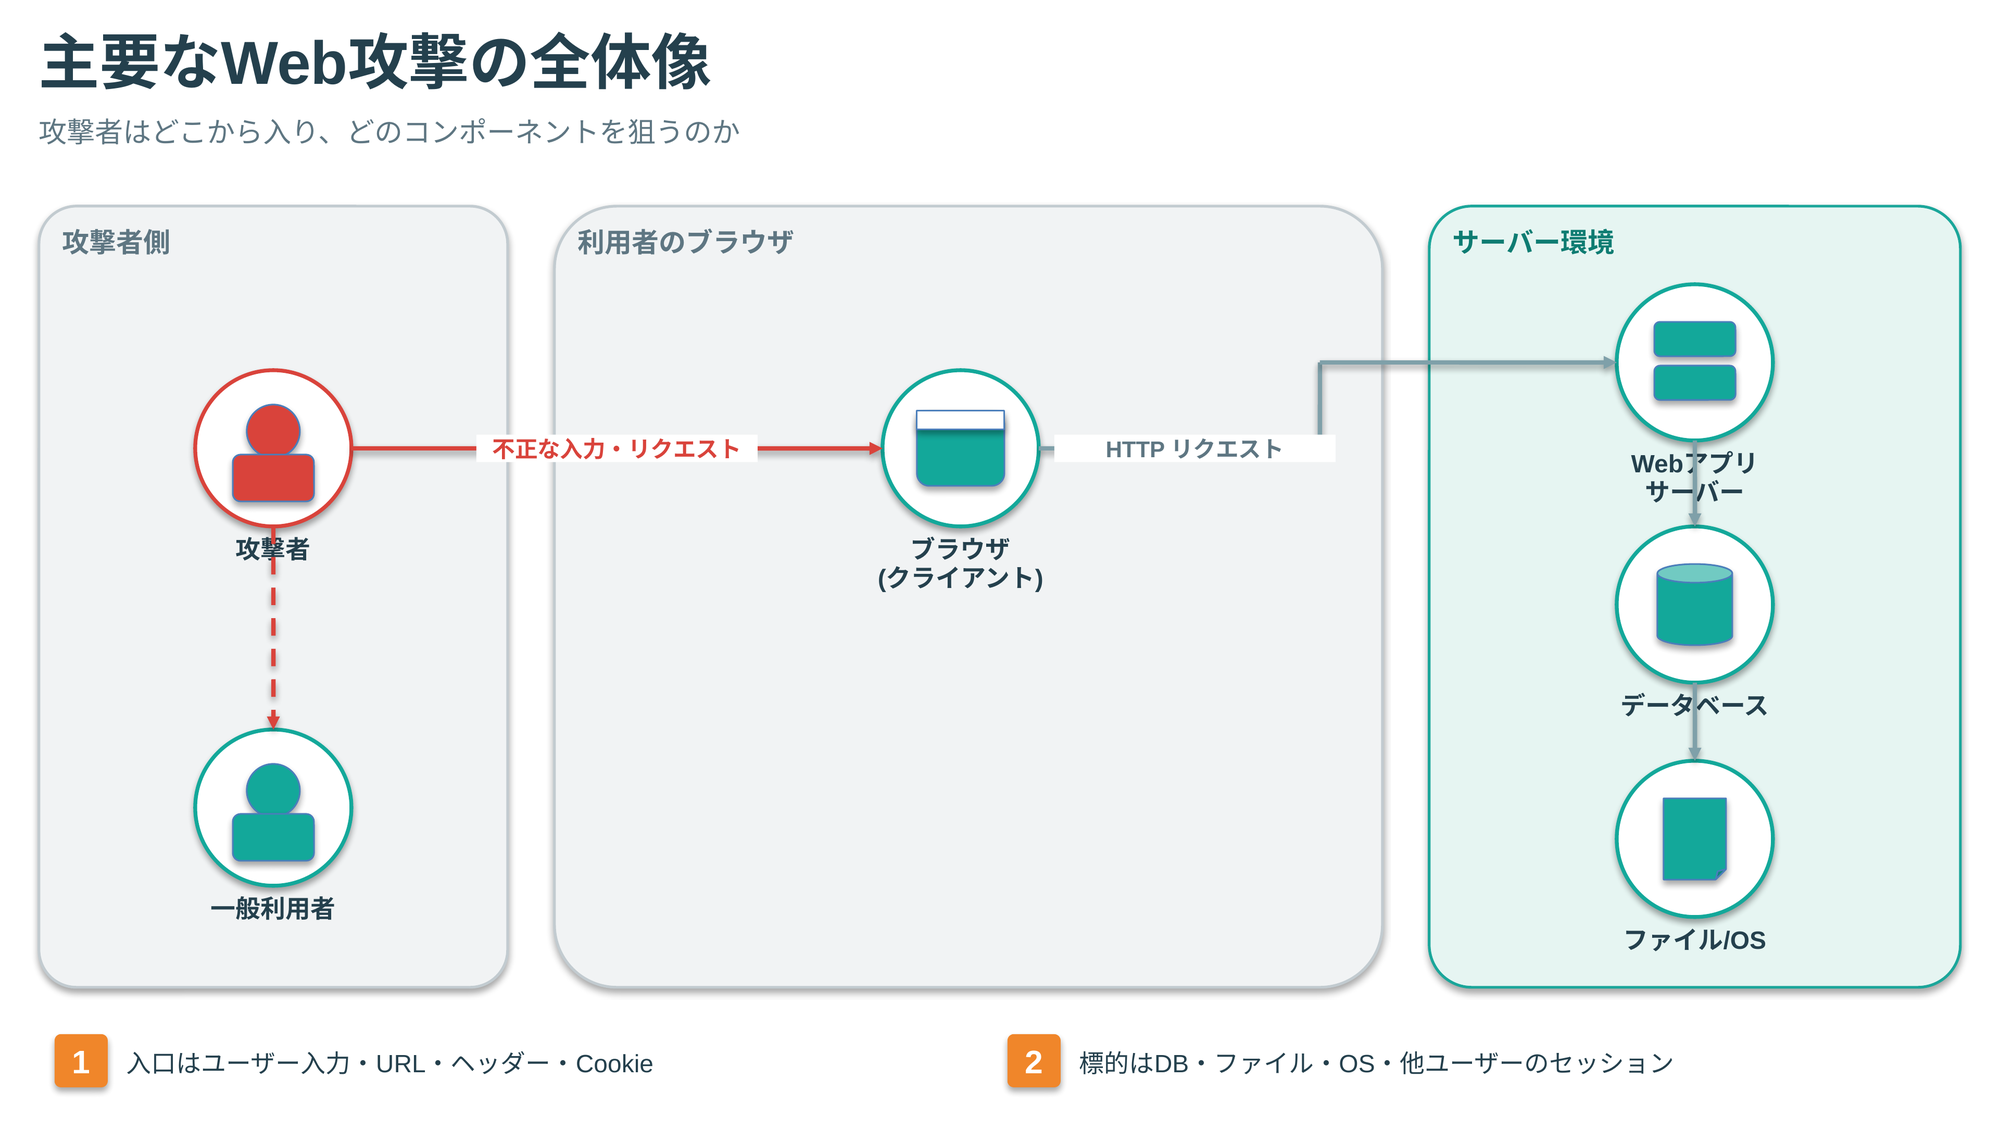 主要なWeb攻撃の全体像
攻撃者はどこから入り、どのコンポーネントを狙うのか
攻撃者側
利用者のブラウザ
サーバー環境
不正な入力・リクエスト
HTTP リクエスト
攻撃者
ブラウザ
(クライアント)
Webアプリ
サーバー
データベース
一般利用者
ファイル/OS
1 入口はユーザー入力・URL・ヘッダー・Cookie
2 標的はDB・ファイル・OS・他ユーザーのセッション